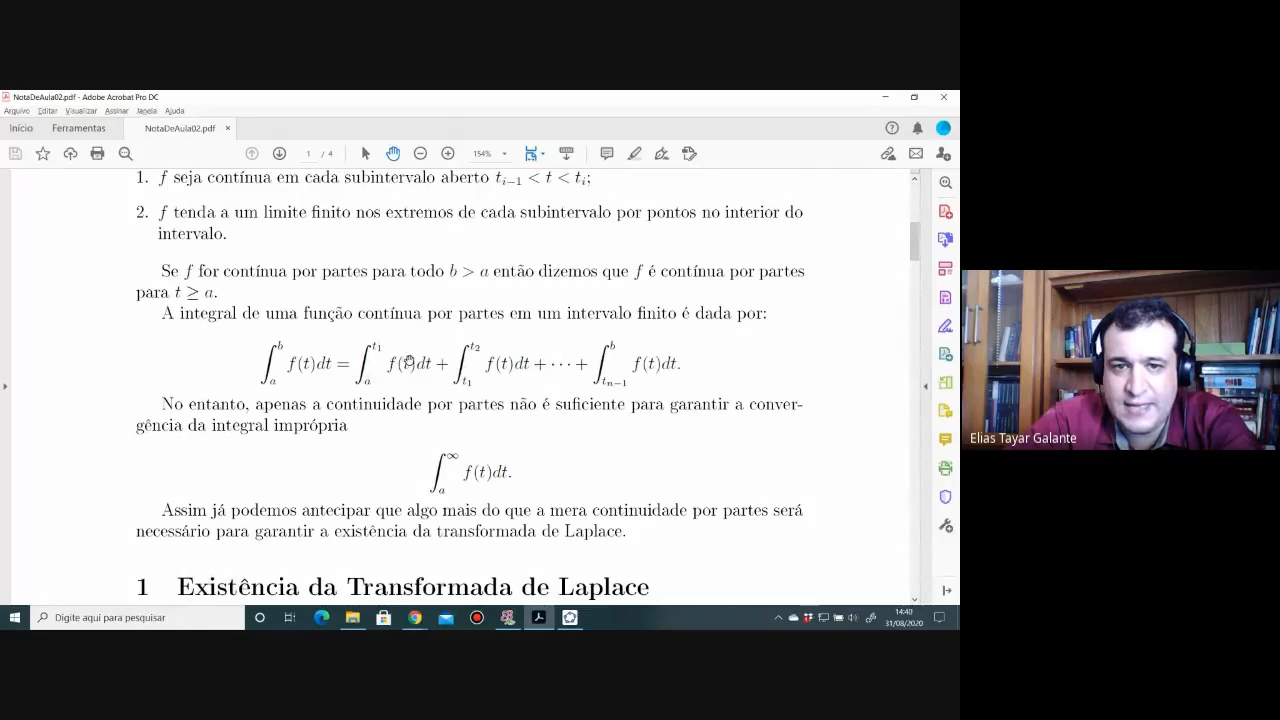 NotaDeAula02.pdf - Adobe Acrobat Pro DC
Arquivo Editar Visualizar Assinar Janela Ajuda
Início Ferramentas NotaDeAula02.pdf ×
1 / 4 154%
1. f seja contínua em cada subintervalo aberto t_{i−1} < t < t_i;
2. f tenda a um limite finito nos extremos de cada subintervalo por pontos no interior do
intervalo.
Se f for contínua por partes para todo b > a então dizemos que f é contínua por partes
para t ≥ a.
A integral de uma função contínua por partes em um intervalo finito é dada por:
∫_a^b f(t)dt = ∫_a^{t_1} f(t)dt + ∫_{t_1}^{t_2} f(t)dt + · · · + ∫_{t_{n−1}}^b f(t)dt.
No entanto, apenas a continuidade por partes não é suficiente para garantir a conver-
gência da integral imprópria
∫_a^∞ f(t)dt.
Assim já podemos antecipar que algo mais do que a mera continuidade por partes será
necessário para garantir a existência da transformada de Laplace.
1 Existência da Transformada de Laplace
Elias Tayar Galante
Digite aqui para pesquisar
14:40
31/08/2020